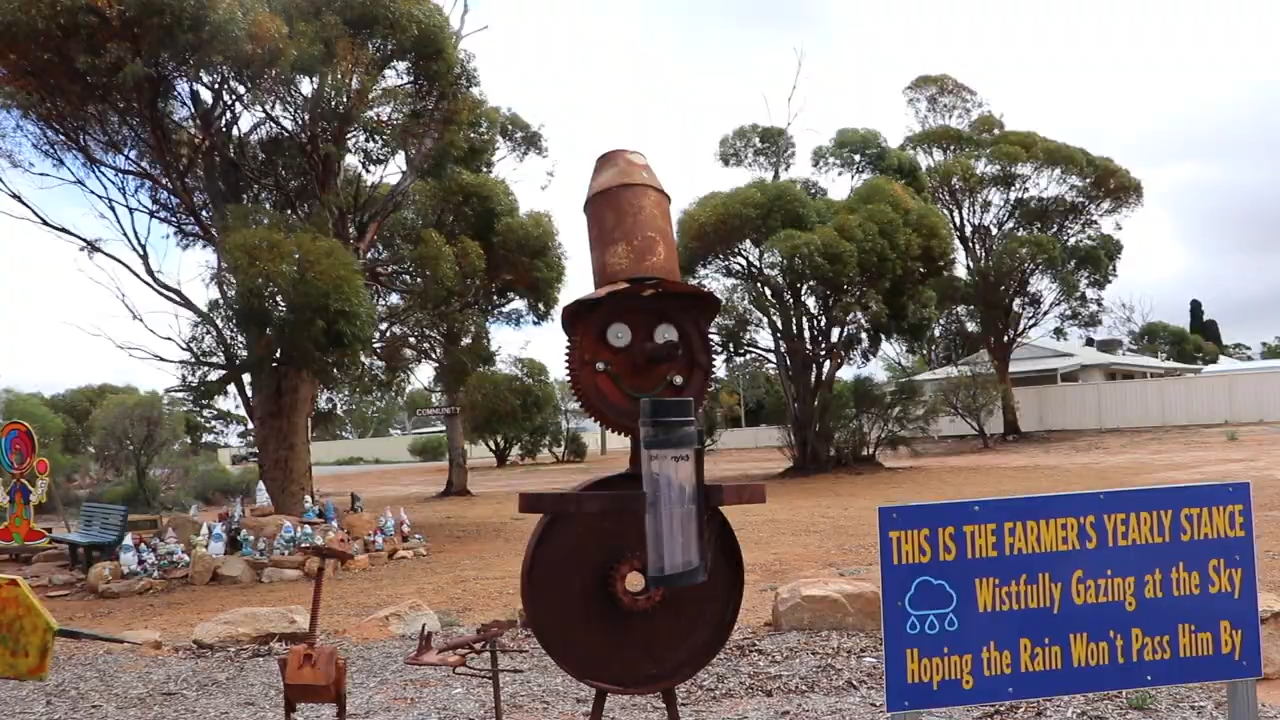 COMMUNITY
THIS IS THE FARMER'S YEARLY STANCE
Wistfully Gazing at the Sky
Hoping the Rain Won't Pass Him By